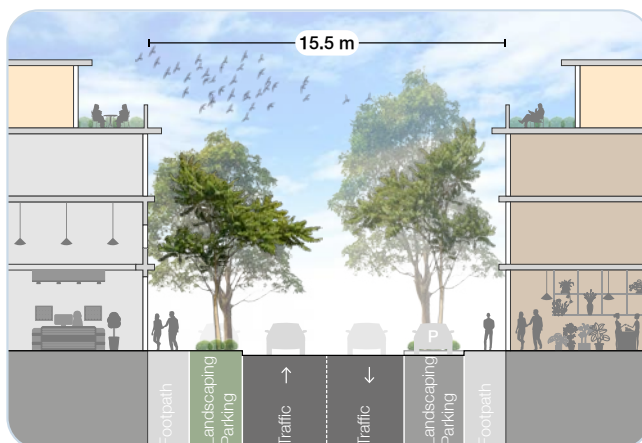 15.5 m
P
Footpath
Landscaping
Parking
↑
Traffic
↓
Traffic
Landscaping
Parking
Footpath